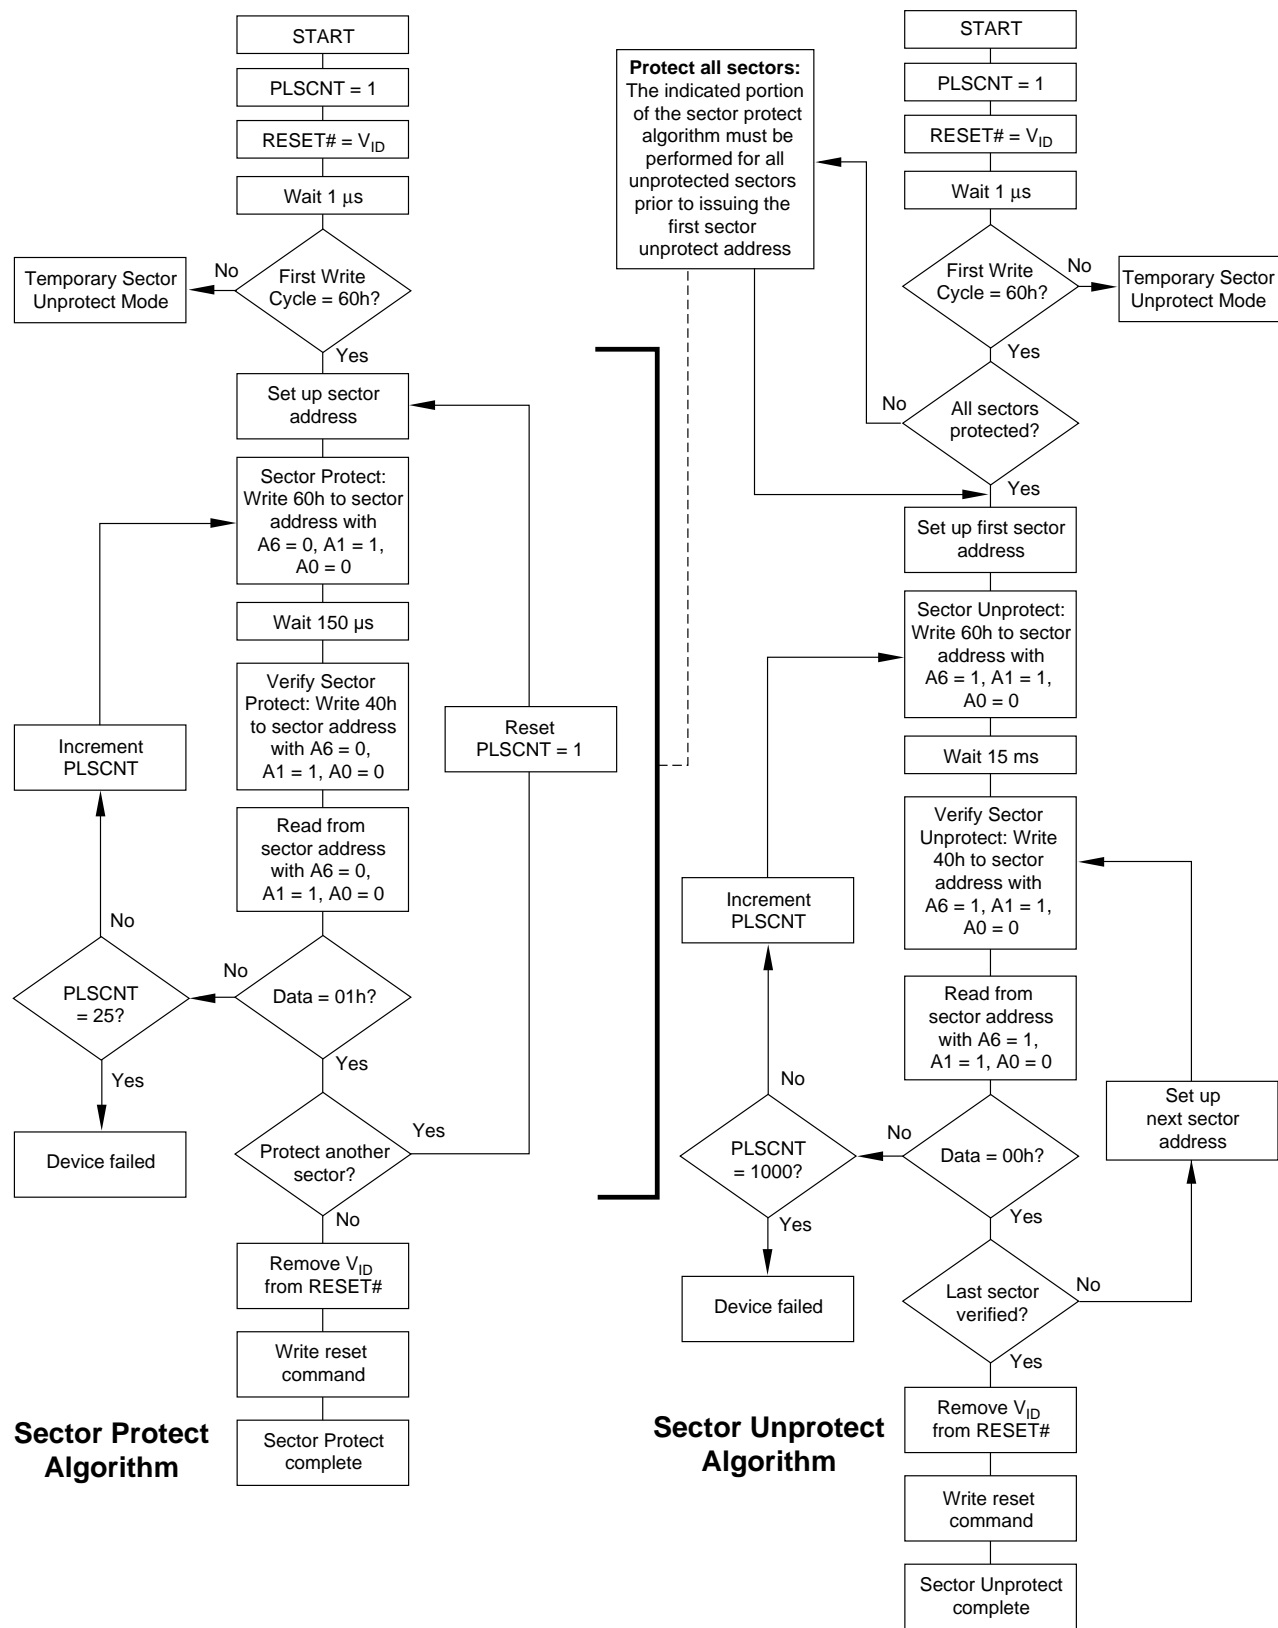 START
PLSCNT = 1
RESET# = VID
Wait 1 μs
First Write
Cycle = 60h?
No
Temporary Sector
Unprotect Mode
Yes
Set up sector
address
Sector Protect:
Write 60h to sector
address with
A6 = 0, A1 = 1,
A0 = 0
Wait 150 µs
Verify Sector
Protect: Write 40h
to sector address
with A6 = 0,
A1 = 1, A0 = 0
Increment
PLSCNT
Reset
PLSCNT = 1
Read from
sector address
with A6 = 0,
A1 = 1, A0 = 0
No
PLSCNT
= 25?
No
Data = 01h?
Yes
Yes
Device failed
Protect another
sector?
Yes
No
Remove VID
from RESET#
Write reset
command
Sector Protect
complete
Sector Protect
Algorithm
Protect all sectors:
The indicated portion
of the sector protect
algorithm must be
performed for all
unprotected sectors
prior to issuing the
first sector
unprotect address
START
PLSCNT = 1
RESET# = VID
Wait 1 μs
First Write
Cycle = 60h?
No
Temporary Sector
Unprotect Mode
Yes
No
All sectors
protected?
Yes
Set up first sector
address
Sector Unprotect:
Write 60h to sector
address with
A6 = 1, A1 = 1,
A0 = 0
Wait 15 ms
Verify Sector
Unprotect: Write
40h to sector
address with
A6 = 1, A1 = 1,
A0 = 0
Increment
PLSCNT
Read from
sector address
with A6 = 1,
A1 = 1, A0 = 0
No
Set up
next sector
address
PLSCNT
= 1000?
No
Data = 00h?
Yes
Yes
Device failed
Last sector
verified?
No
Yes
Remove VID
from RESET#
Write reset
command
Sector Unprotect
complete
Sector Unprotect
Algorithm